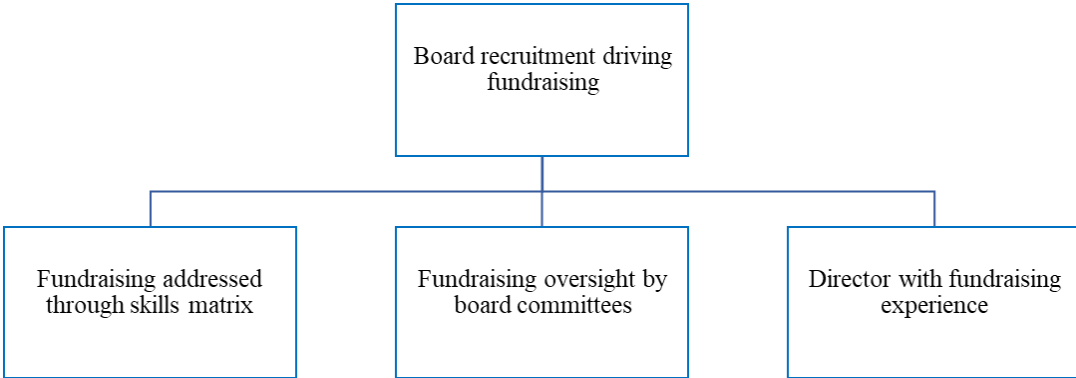 Board recruitment driving
fundraising
Fundraising addressed
through skills matrix
Fundraising oversight by
board committees
Director with fundraising
experience